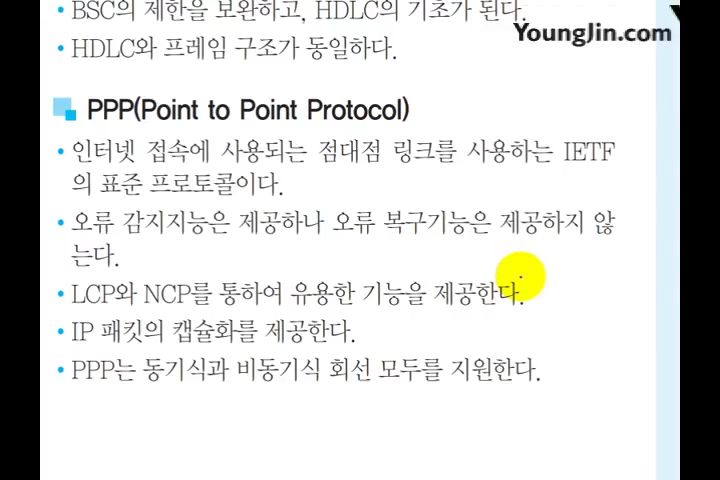 • BSC의 제한을 보완하고, HDLC의 기초가 된다.
YoungJin.com
• HDLC와 프레임 구조가 동일하다.
PPP(Point to Point Protocol)
• 인터넷 접속에 사용되는 점대점 링크를 사용하는 IETF
의 표준 프로토콜이다.
• 오류 감지지능은 제공하나 오류 복구기능은 제공하지 않
는다.
• LCP와 NCP를 통하여 유용한 기능을 제공한다.
• IP 패킷의 캡슐화를 제공한다.
• PPP는 동기식과 비동기식 회선 모두를 지원한다.